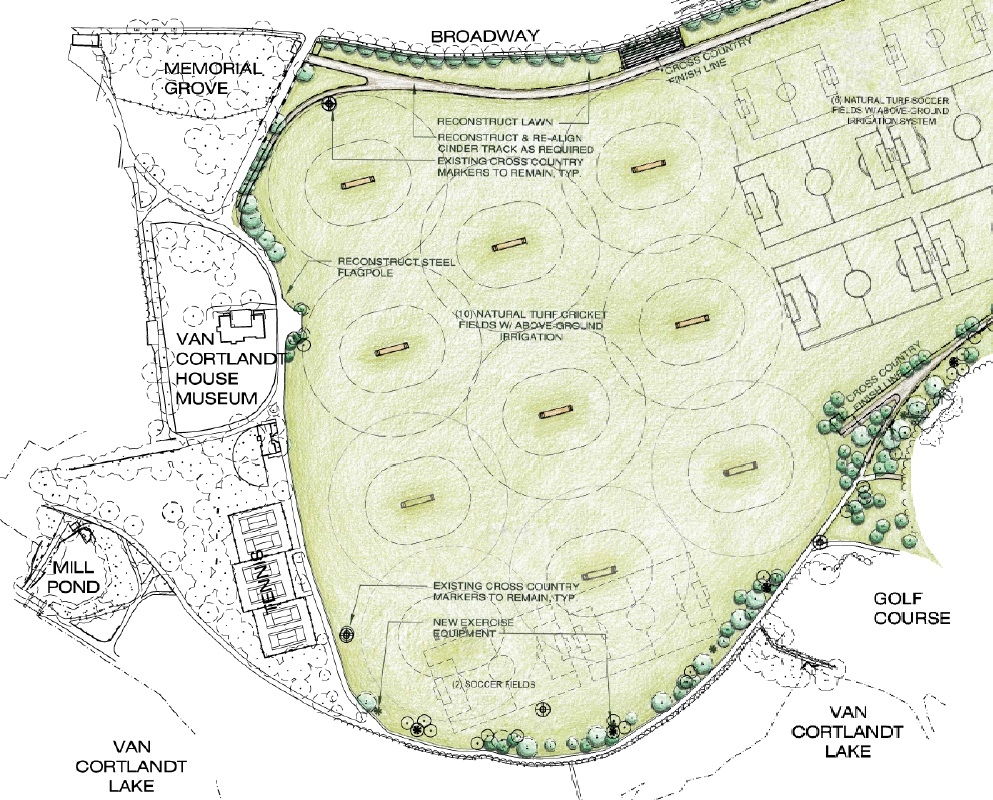 BROADWAY
MEMORIAL
GROVE
CROSS COUNTRY
FINISH LINE
(6) NATURAL TURF SOCCER
FIELDS W/ ABOVE-GROUND
IRRIGATION SYSTEM
RECONSTRUCT LAWN
RECONSTRUCT & RE-ALIGN
CINDER TRACK AS REQUIRED
EXISTING CROSS COUNTRY
MARKERS TO REMAIN, TYP.
RECONSTRUCT STEEL
FLAGPOLE
(10) NATURAL TURF CRICKET
FIELDS W/ ABOVE-GROUND
IRRIGATION
VAN
CORTLANDT
HOUSE
MUSEUM
CROSS COUNTRY
FINISH LINE
MILL
POND
EXISTING CROSS COUNTRY
MARKERS TO REMAIN, TYP.
NEW EXERCISE
EQUIPMENT
(2) SOCCER FIELDS
GOLF
COURSE
VAN
CORTLANDT
LAKE
VAN
CORTLANDT
LAKE